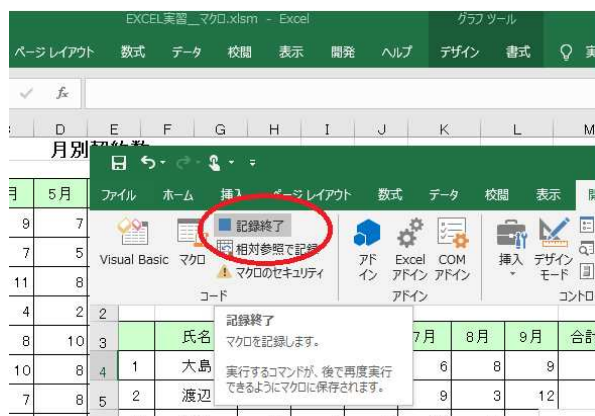 EXCEL実習_マクロ.xlsm - Excel
グラフ ツール
ページ レイアウト 数式 データ 校閲 表示 開発 ヘルプ デザイン 書式
fx
D E F G H I J K L M
月別契約数
5月
9 7
7 5
11 8
4 2
8 10
10 8
7 8
ファイル ホーム 挿入 ページ レイアウト 数式 データ 校閲 表示
Visual Basic
マクロ
記録終了
相対参照で記録
マクロのセキュリティ
コード
アドイン
Excel アドイン
COM アドイン
アドイン
挿入
デザイン モード
記録終了
マクロを記録します。
実行するコマンドが、後で再度実行
できるようにマクロに保存されます。
2
3 氏名 7月 8月 9月
4 1 大島 6 8 9
5 2 渡辺 9 3 12